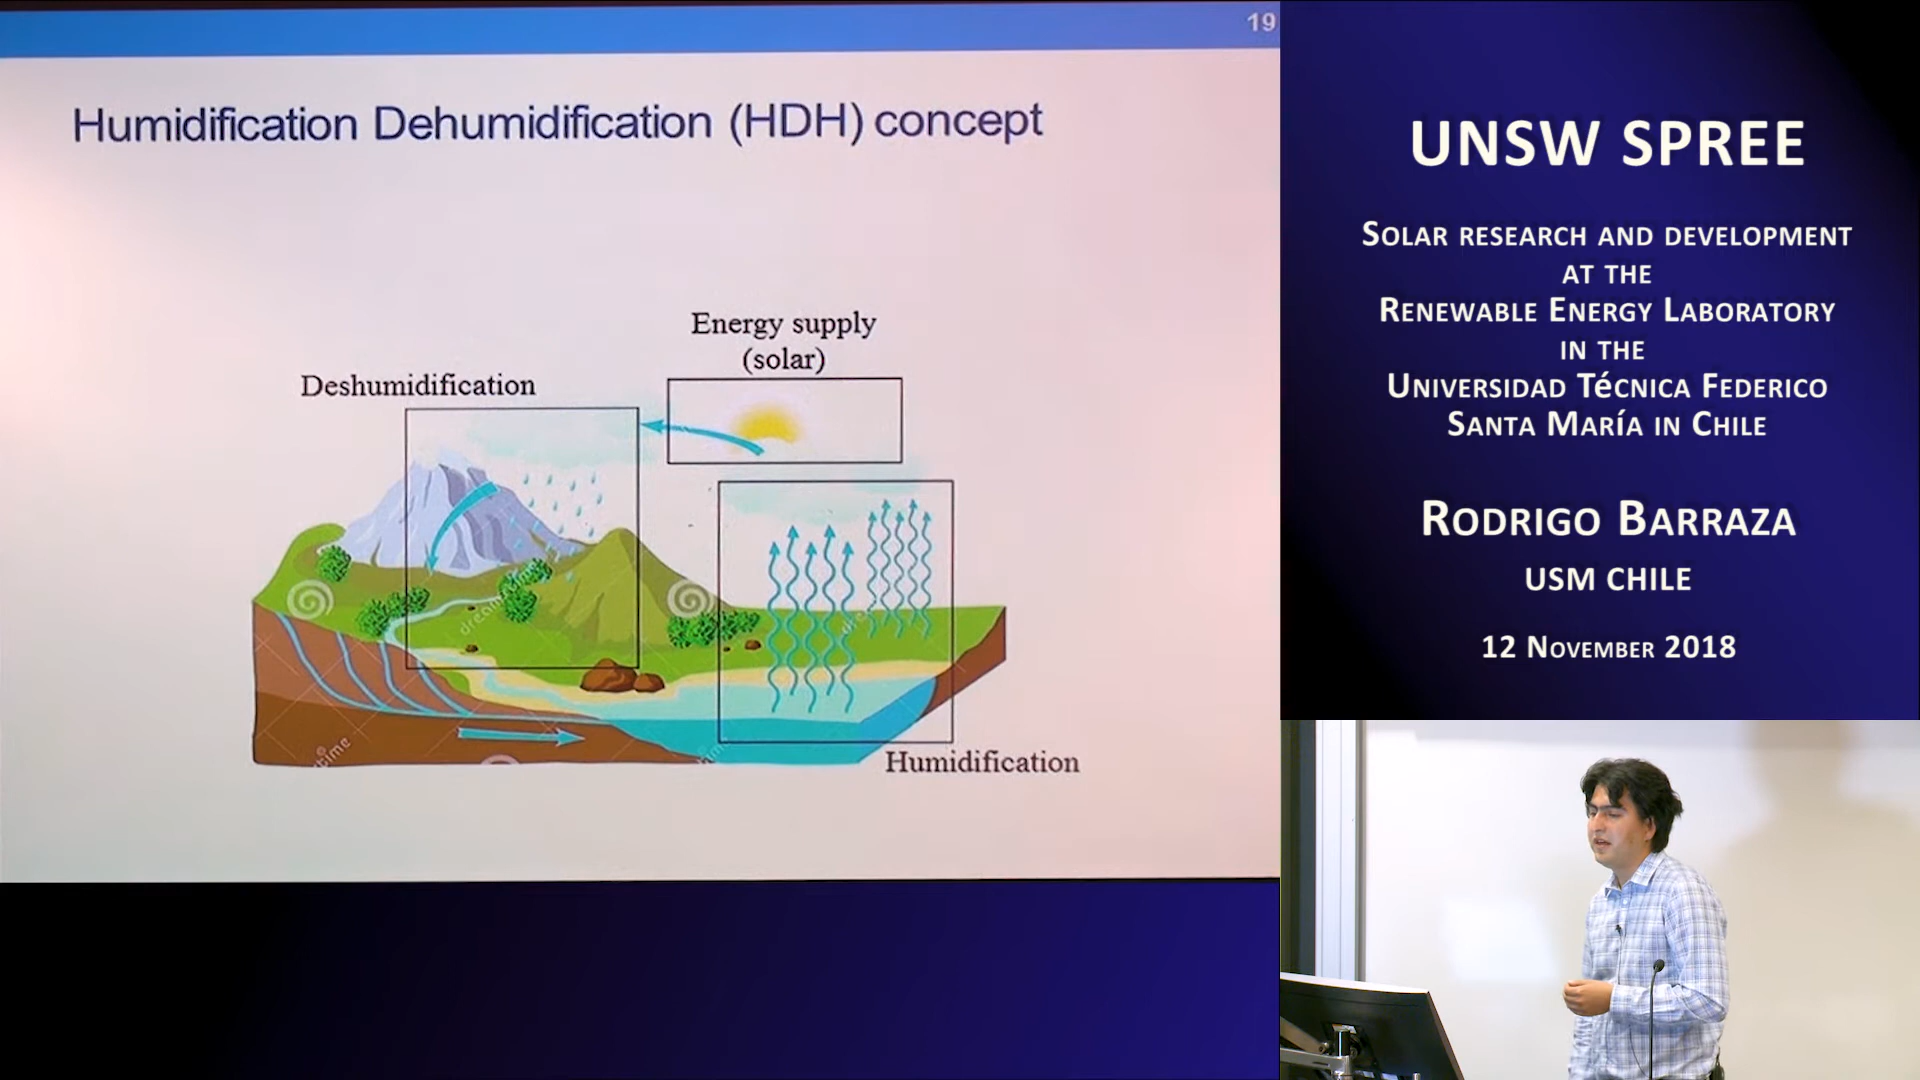 19
Humidification Dehumidification (HDH) concept
Energy supply
(solar)
Deshumidification
Humidification
UNSW SPREE
SOLAR RESEARCH AND DEVELOPMENT
AT THE
RENEWABLE ENERGY LABORATORY
IN THE
UNIVERSIDAD TéCNICA FEDERICO
SANTA MARíA IN CHILE
RODRIGO BARRAZA
USM CHILE
12 NOVEMBER 2018